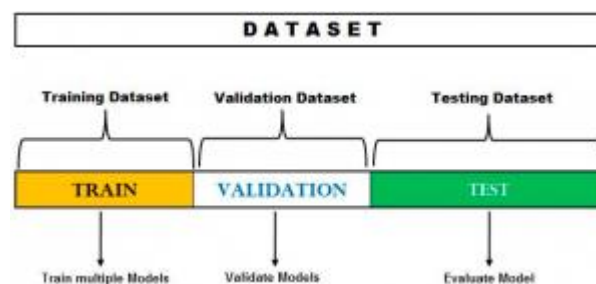 DATASET
Training Dataset Validation Dataset Testing Dataset
TRAIN VALIDATION TEST
Train multiple Models Validate Models Evaluate Model